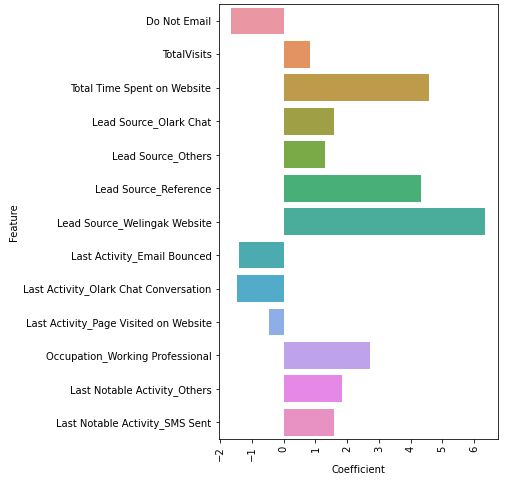 Do Not Email
TotalVisits
Total Time Spent on Website
Lead Source_Olark Chat
Lead Source_Others
Lead Source_Reference
Lead Source_Welingak Website
Last Activity_Email Bounced
Last Activity_Olark Chat Conversation
Last Activity_Page Visited on Website
Occupation_Working Professional
Last Notable Activity_Others
Last Notable Activity_SMS Sent
Feature
−2 −1 0 1 2 3 4 5 6
Coefficient